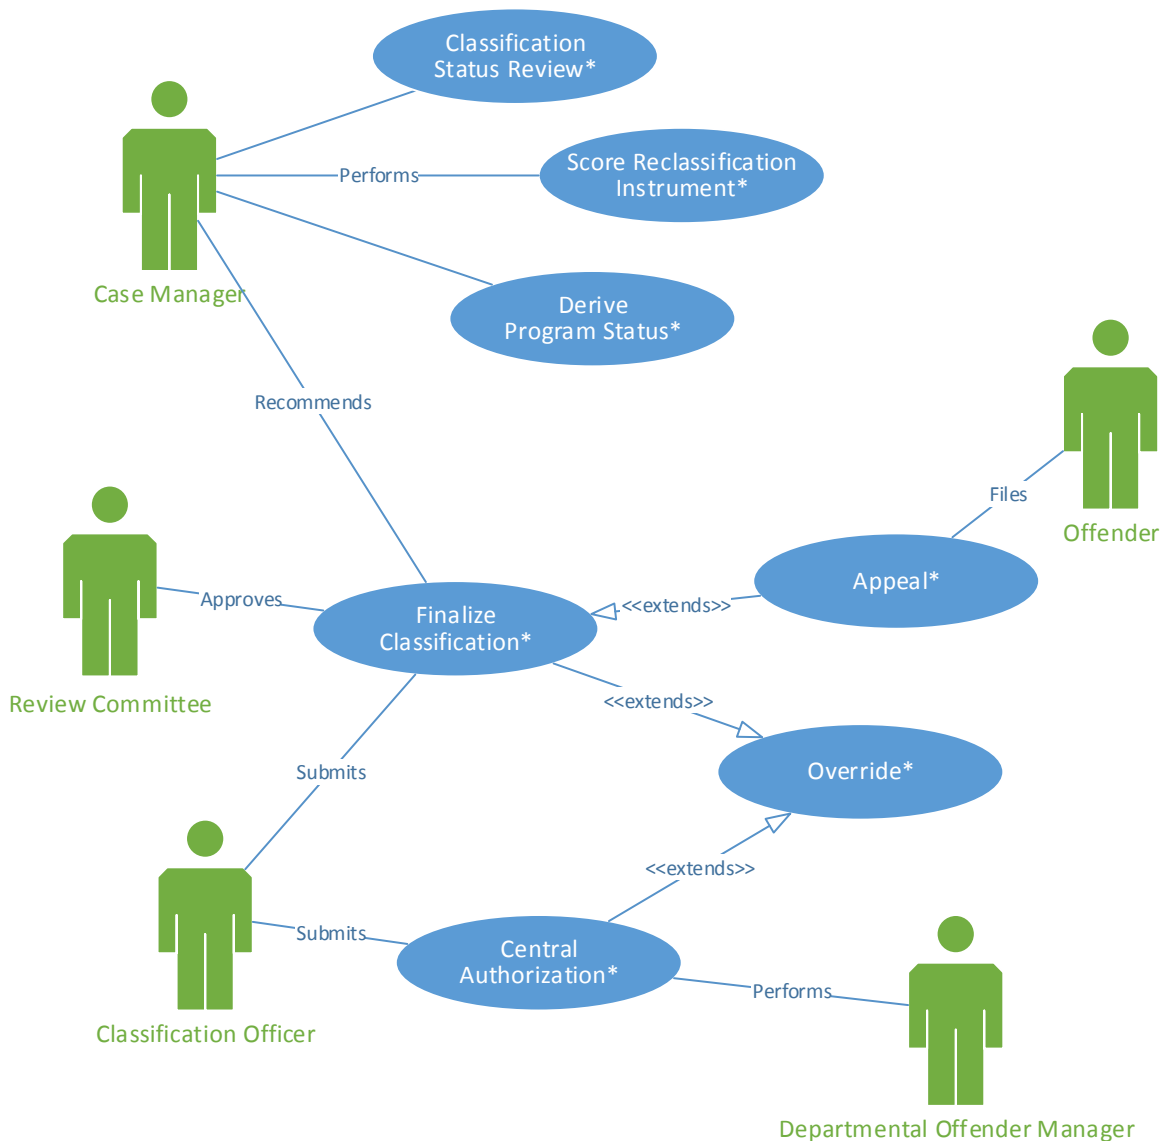 Classification
Status Review*
Score Reclassification
Instrument*
Performs
Case Manager
Derive
Program Status*
Recommends
Files
Offender
Appeal*
Approves
<<extends>>
Finalize
Classification*
Review Committee
<<extends>>
Override*
Submits
<<extends>>
Submits
Central
Authorization*
Performs
Classification Officer
Departmental Offender Manager